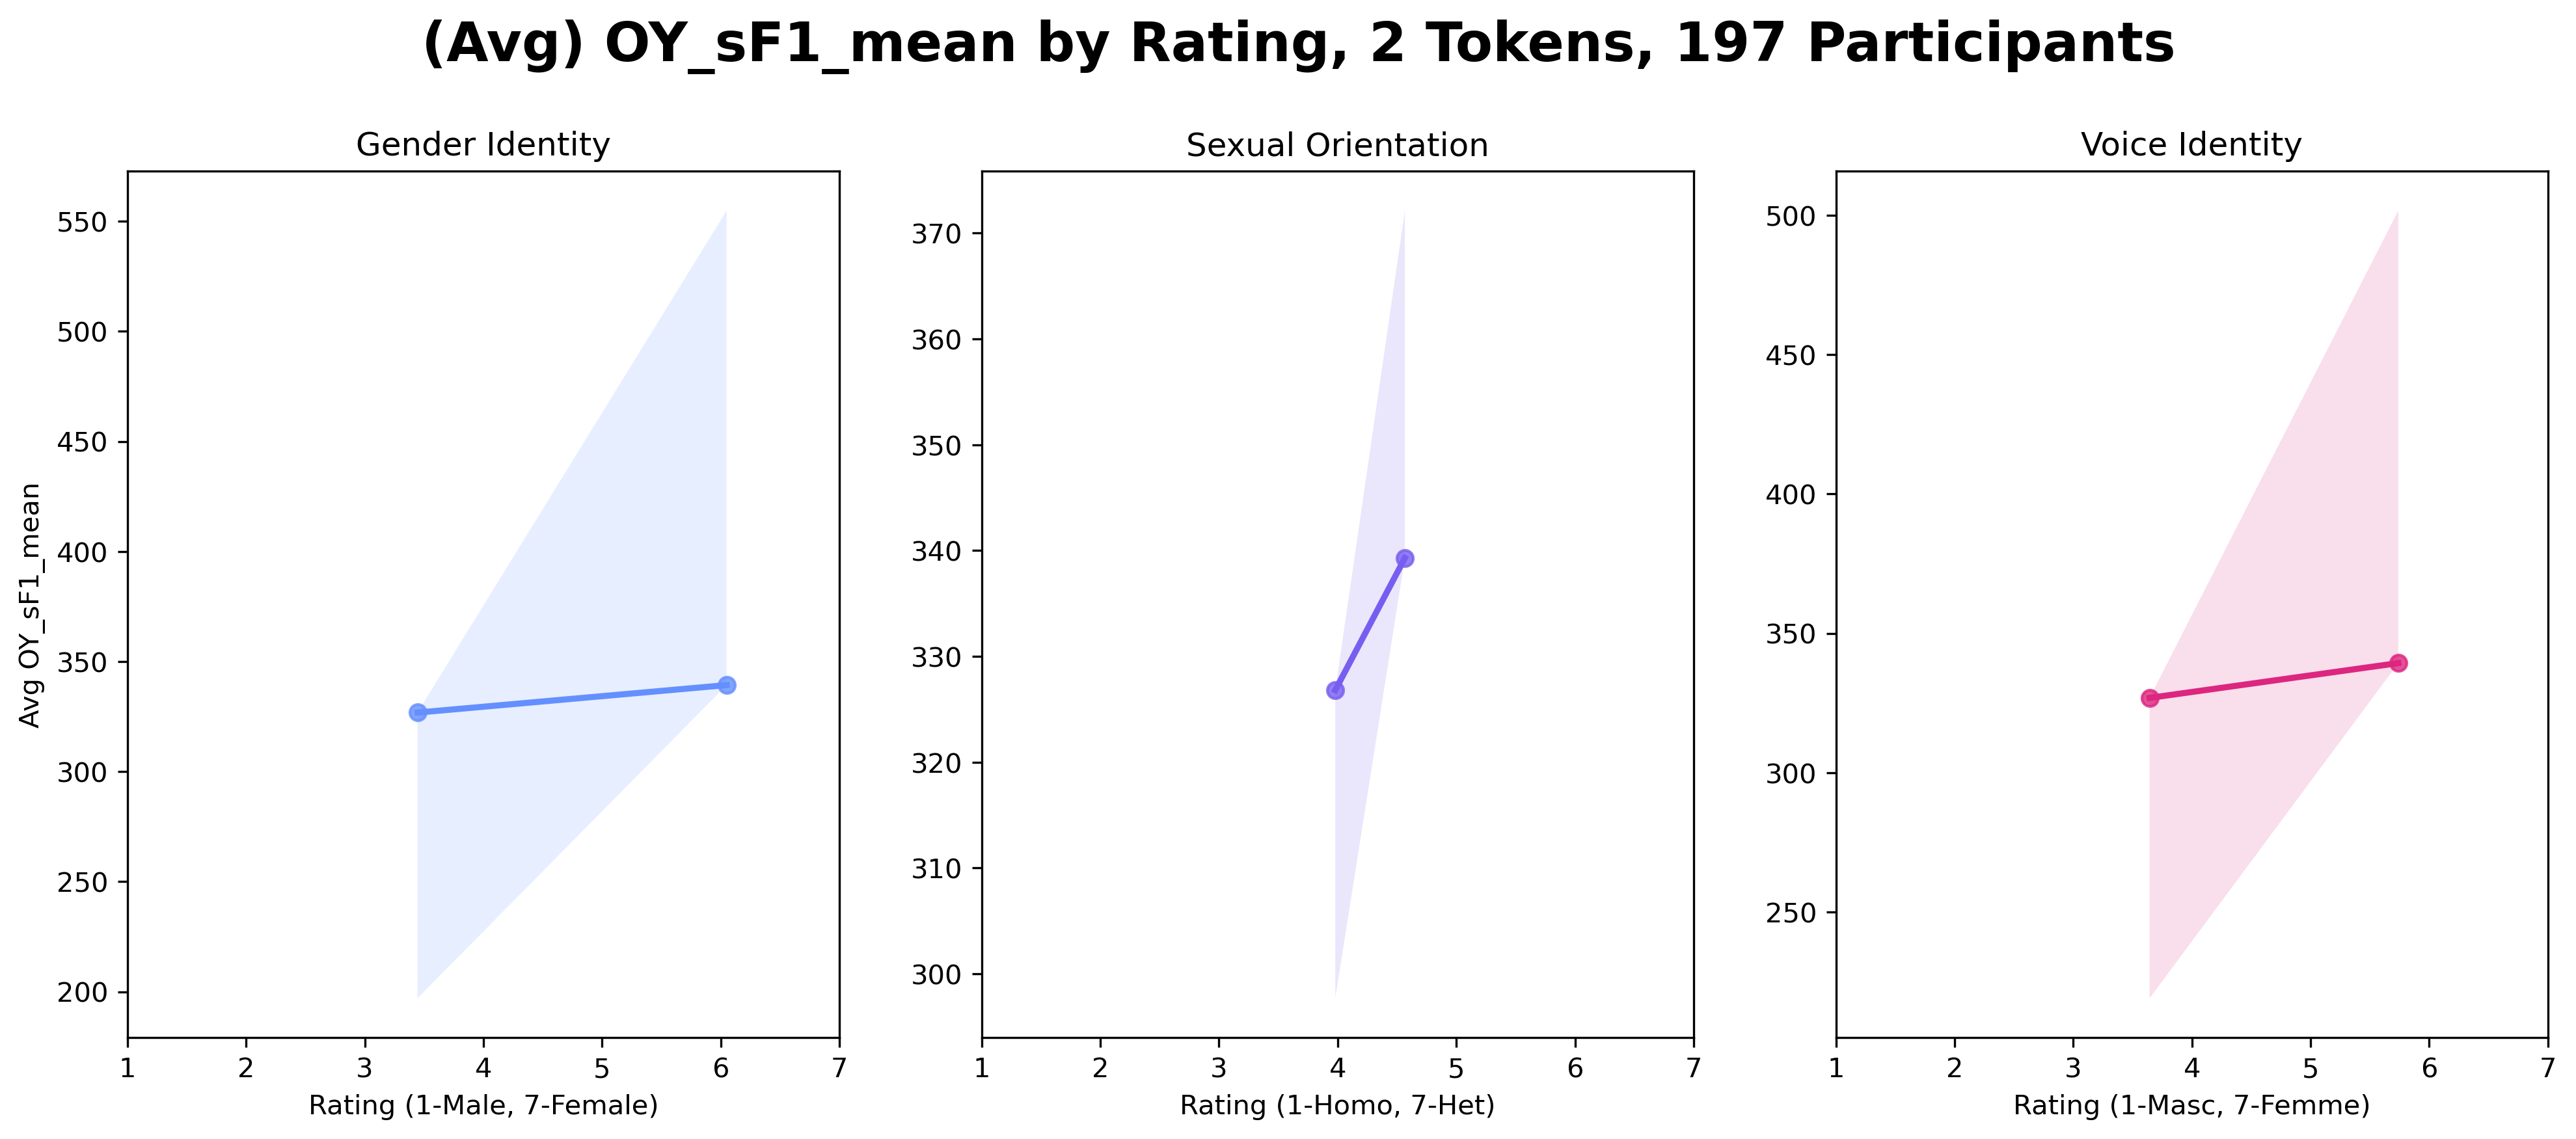 (Avg) OY_sF1_mean by Rating, 2 Tokens, 197 Participants
Gender Identity
Sexual Orientation
Voice Identity
Avg OY_sF1_mean
550
500
450
400
350
300
250
200
1 2 3 4 5 6 7
Rating (1-Male, 7-Female)
370
360
350
340
330
320
310
300
1 2 3 4 5 6 7
Rating (1-Homo, 7-Het)
500
450
400
350
300
250
1 2 3 4 5 6 7
Rating (1-Masc, 7-Femme)